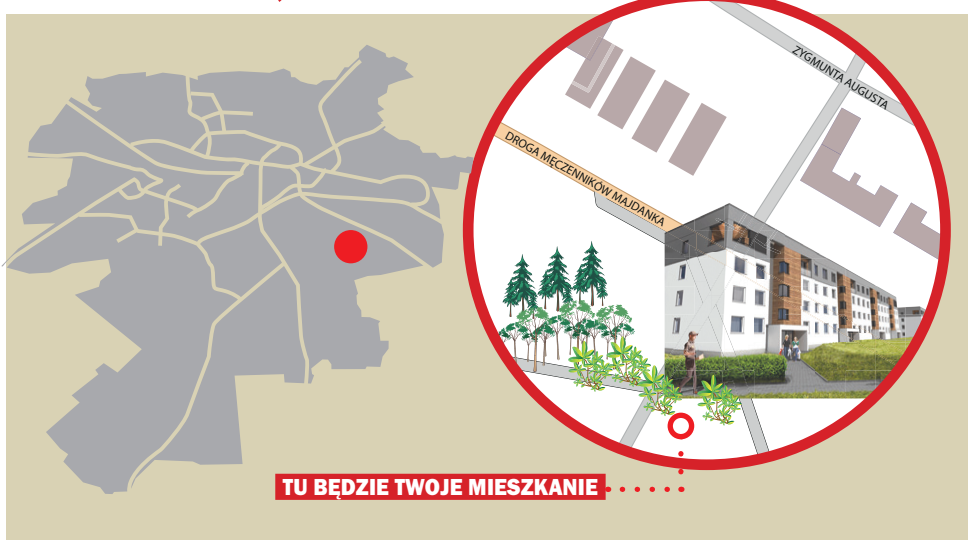 ZYGMUNTA AUGUSTA
DROGA MĘCZENNIKÓW MAJDANKA
TU BĘDZIE TWOJE MIESZKANIE